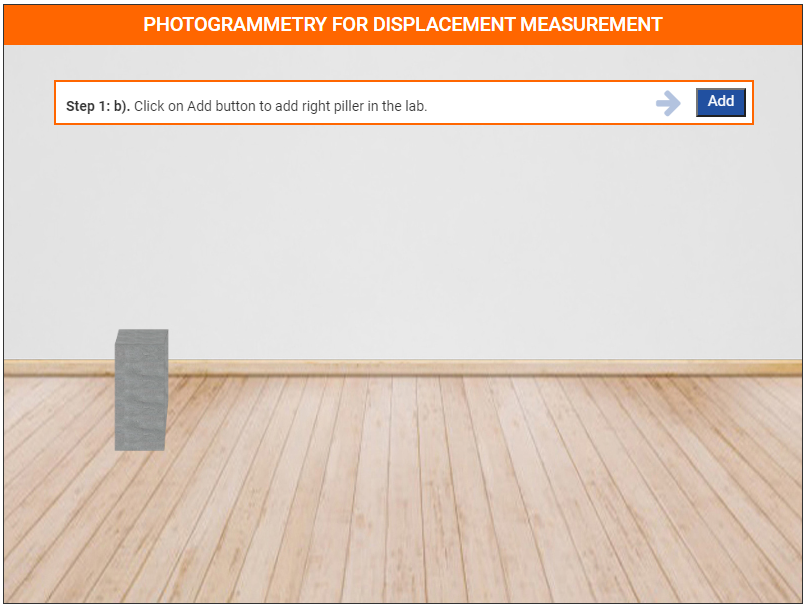 PHOTOGRAMMETRY FOR DISPLACEMENT MEASUREMENT
Step 1: b). Click on Add button to add right piller in the lab.
Add